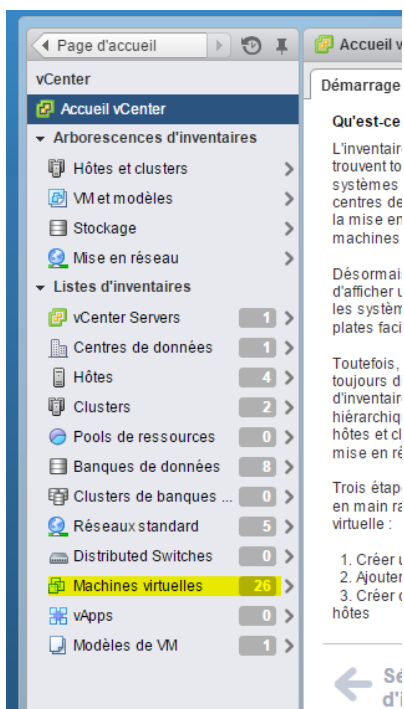 Page d'accueil
vCenter
Accueil vCenter
Arborescences d'inventaires
Hôtes et clusters
VM et modèles
Stockage
Mise en réseau
Listes d'inventaires
vCenter Servers 1
Centres de données 1
Hôtes 4
Clusters 2
Pools de ressources 0
Banques de données 8
Clusters de banques ... 0
Réseaux standard 5
Distributed Switches 0
Machines virtuelles 26
vApps 0
Modèles de VM 1
Accueil v
Démarrage
Qu'est-ce
L'inventaire
trouvent to
systèmes
centres de
la mise en
machines
Désormais
d'afficher u
les systèm
plates faci
Toutefois,
toujours di
d'inventaire
hiérarchiqu
hôtes et cl
mise en ré
Trois étape
en main ra
virtuelle :
1. Créer u
2. Ajouter
3. Créer d
hôtes
Sé
d'i